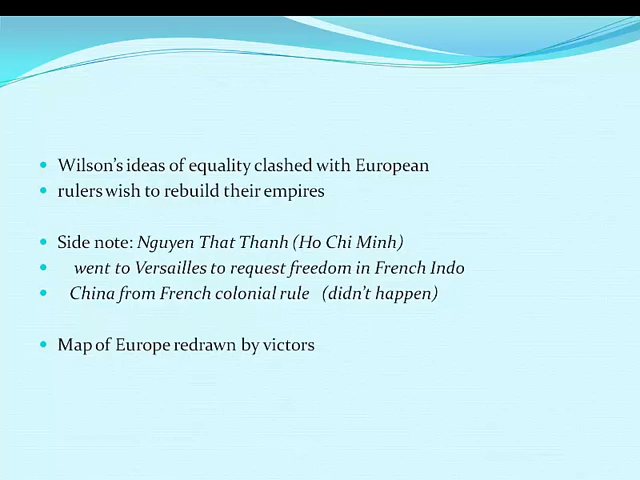 • Wilson's ideas of equality clashed with European
• rulers wish to rebuild their empires
• Side note: Nguyen That Thanh (Ho Chi Minh)
• went to Versailles to request freedom in French Indo
• China from French colonial rule (didn't happen)
• Map of Europe redrawn by victors